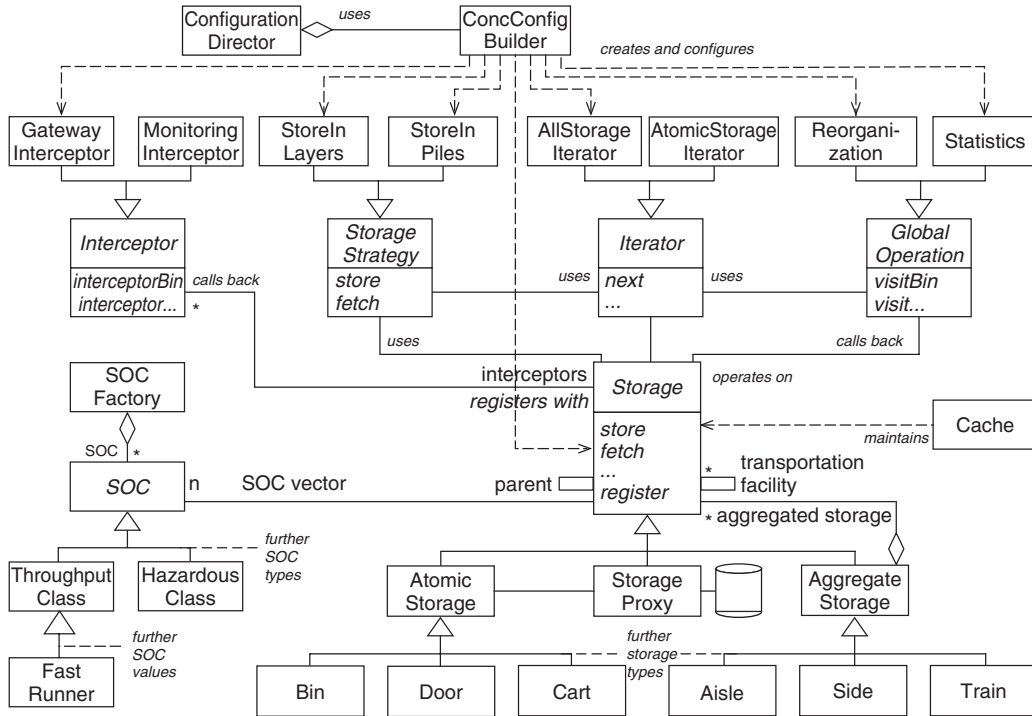 Configuration
Director
uses
ConcConfig
Builder
creates and configures
Gateway
Interceptor
Monitoring
Interceptor
StoreIn
Layers
StoreIn
Piles
AllStorage
Iterator
AtomicStorage
Iterator
Reorgani-
zation
Statistics
Interceptor
interceptorBin
interceptor...
calls back
*
Storage
Strategy
store
fetch
uses
Iterator
next
...
uses
Global
Operation
visitBin
visit...
uses
calls back
SOC
Factory
interceptors
registers with
Storage
operates on
store
fetch
...
register
maintains
Cache
SOC
*
SOC
n
SOC vector
parent
*
transportation
facility
* aggregated storage
further
SOC
types
Throughput
Class
Hazardous
Class
Atomic
Storage
Storage
Proxy
Aggregate
Storage
further
SOC
values
further
storage
types
Fast
Runner
Bin
Door
Cart
Aisle
Side
Train